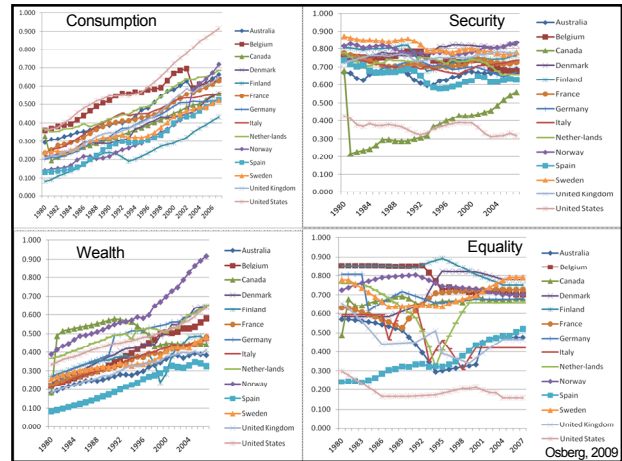 Consumption
1.000
0.900
0.800
0.700
0.600
0.500
0.400
0.300
0.200
0.100
0.000
1980 1982 1984 1986 1988 1990 1992 1994 1996 1998 2000 2002 2004 2006
Australia
Belgium
Canada
Denmark
Finland
France
Germany
Italy
Nether-lands
Norway
Spain
Sweden
United Kingdom
United States
Security
1.000
0.900
0.800
0.700
0.600
0.500
0.400
0.300
0.200
0.100
0.000
1980 1984 1988 1992 1996 2000 2004
Australia
Belgium
Canada
Denmark
Finland
France
Germany
Italy
Nether-lands
Norway
Spain
Sweden
United Kingdom
United States
Wealth
1.000
0.900
0.800
0.700
0.600
0.500
0.400
0.300
0.200
0.100
0.000
1980 1984 1988 1992 1996 2000 2004
Australia
Belgium
Canada
Denmark
Finland
France
Germany
Italy
Nether-lands
Norway
Spain
Sweden
United Kingdom
United States
Equality
1.000
0.900
0.800
0.700
0.600
0.500
0.400
0.300
0.200
0.100
0.000
1980 1983 1986 1989 1992 1995 1998 2001 2004 2007
Australia
Belgium
Canada
Denmark
Finland
France
Germany
Italy
Nether-lands
Norway
Spain
Sweden
United Kingdom
United States
Osberg, 2009